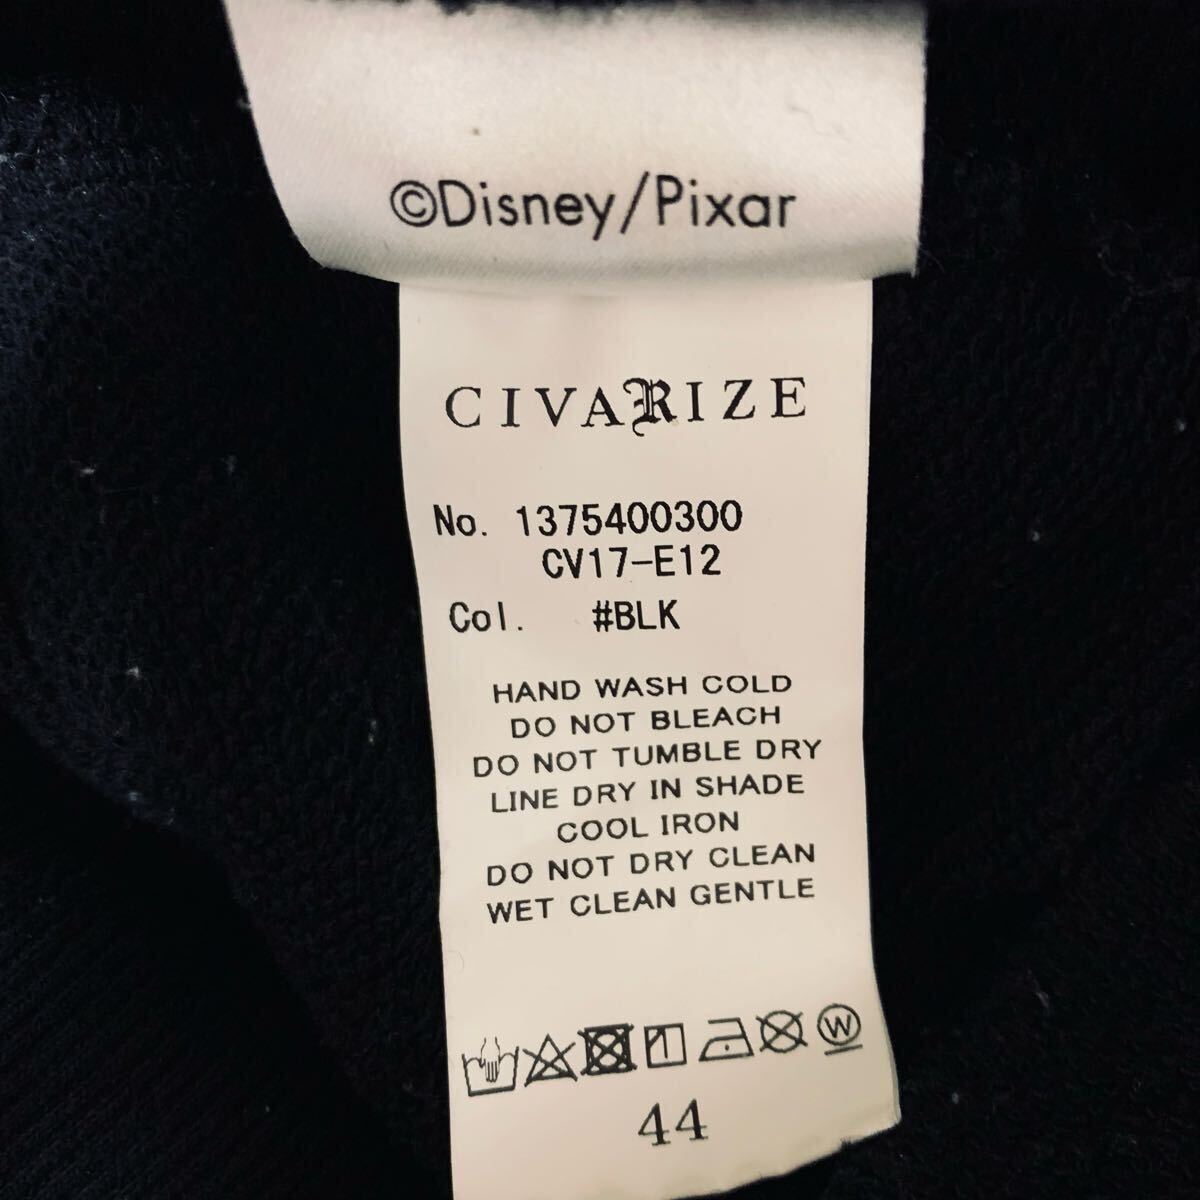 ©Disney/Pixar
CIVARIZE
No. 1375400300
CV17-E12
Col. #BLK
HAND WASH COLD
DO NOT BLEACH
DO NOT TUMBLE DRY
LINE DRY IN SHADE
COOL IRON
DO NOT DRY CLEAN
WET CLEAN GENTLE
W
44